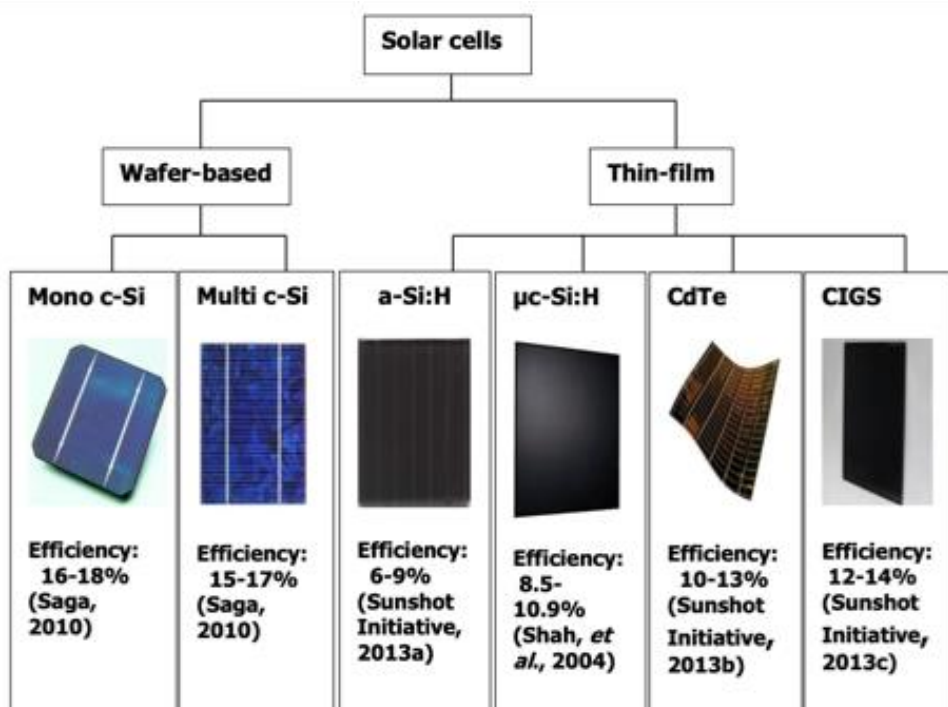 Solar cells
Wafer-based
Thin-film
Mono c-Si
Efficiency:
16-18%
(Saga,
2010)
Multi c-Si
Efficiency:
15-17%
(Saga,
2010)
a-Si:H
Efficiency:
6-9%
(Sunshot
Initiative,
2013a)
µc-Si:H
Efficiency:
8.5-
10.9%
(Shah, et
al., 2004)
CdTe
Efficiency:
10-13%
(Sunshot
Initiative,
2013b)
CIGS
Efficiency:
12-14%
(Sunshot
Initiative,
2013c)